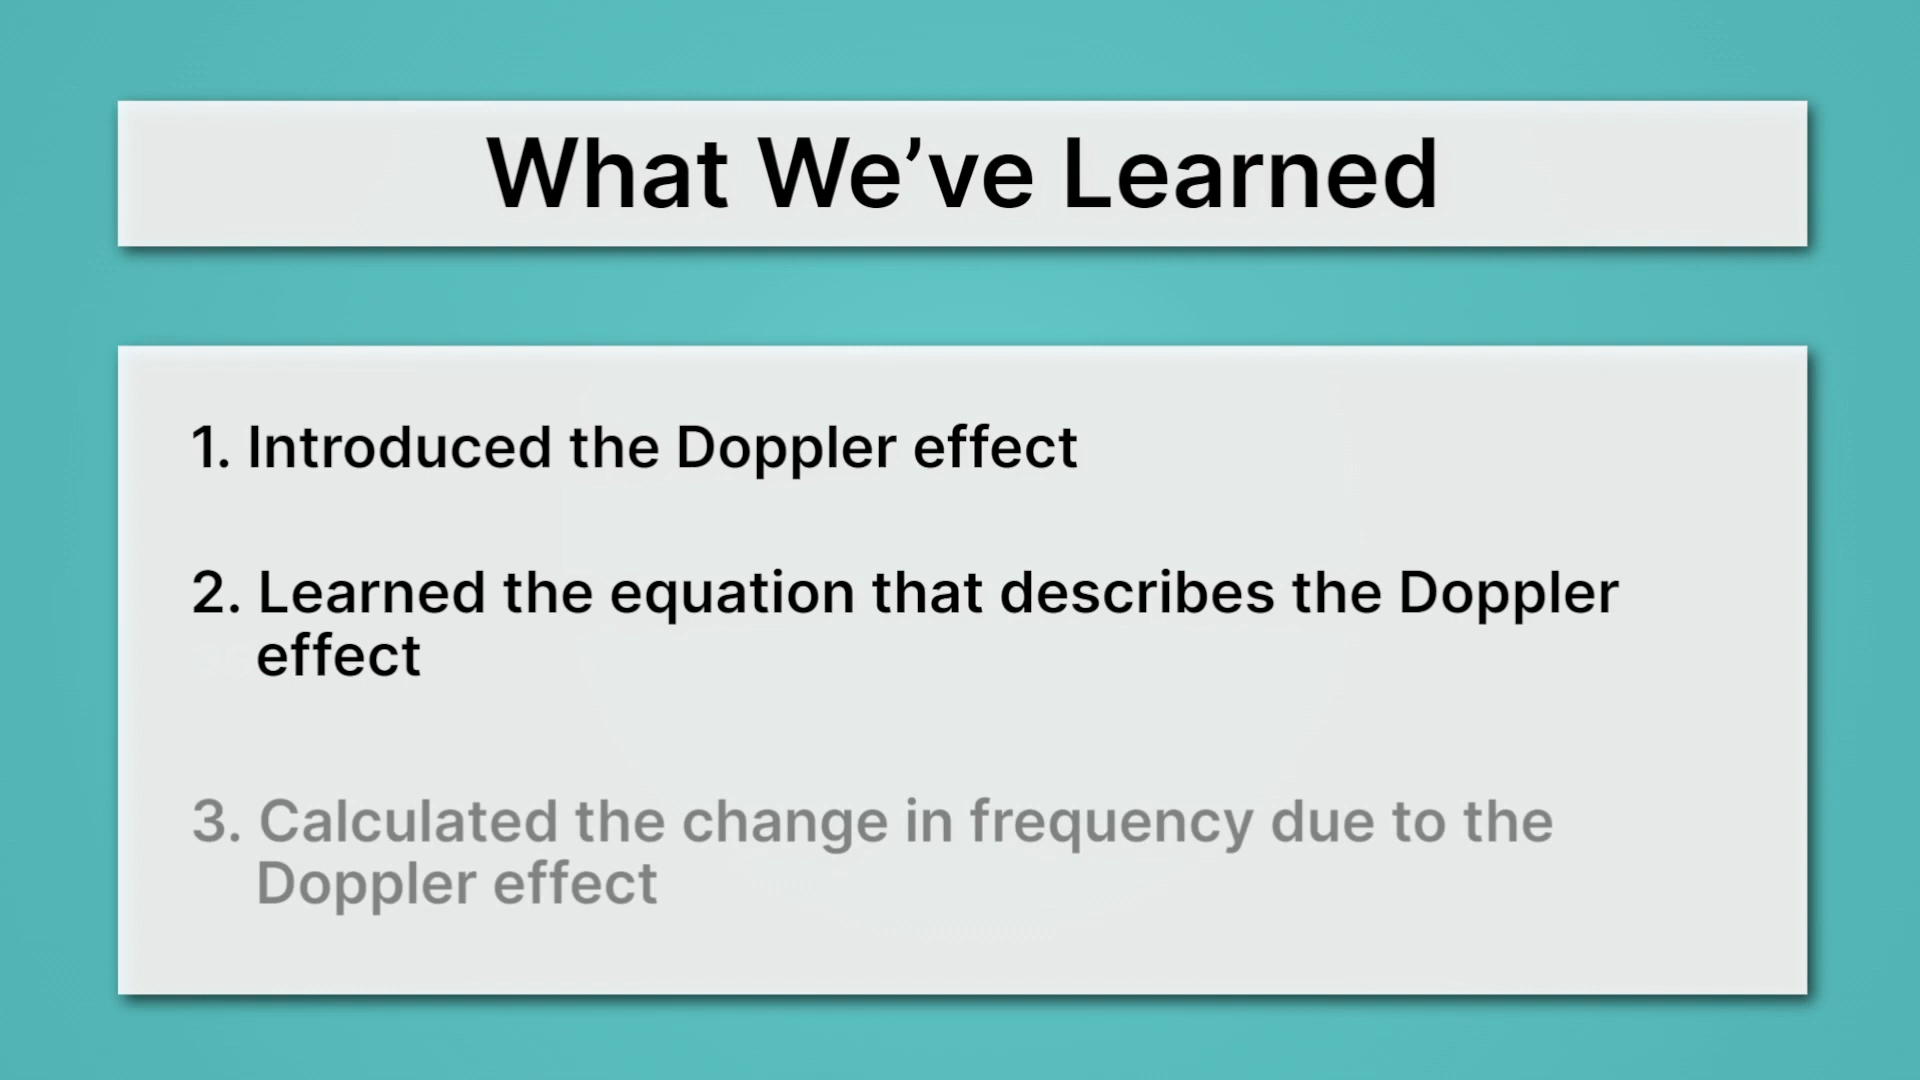 What We’ve Learned
1. Introduced the Doppler effect
2. Learned the equation that describes the Doppler
effect
3. Calculated the change in frequency due to the
Doppler effect